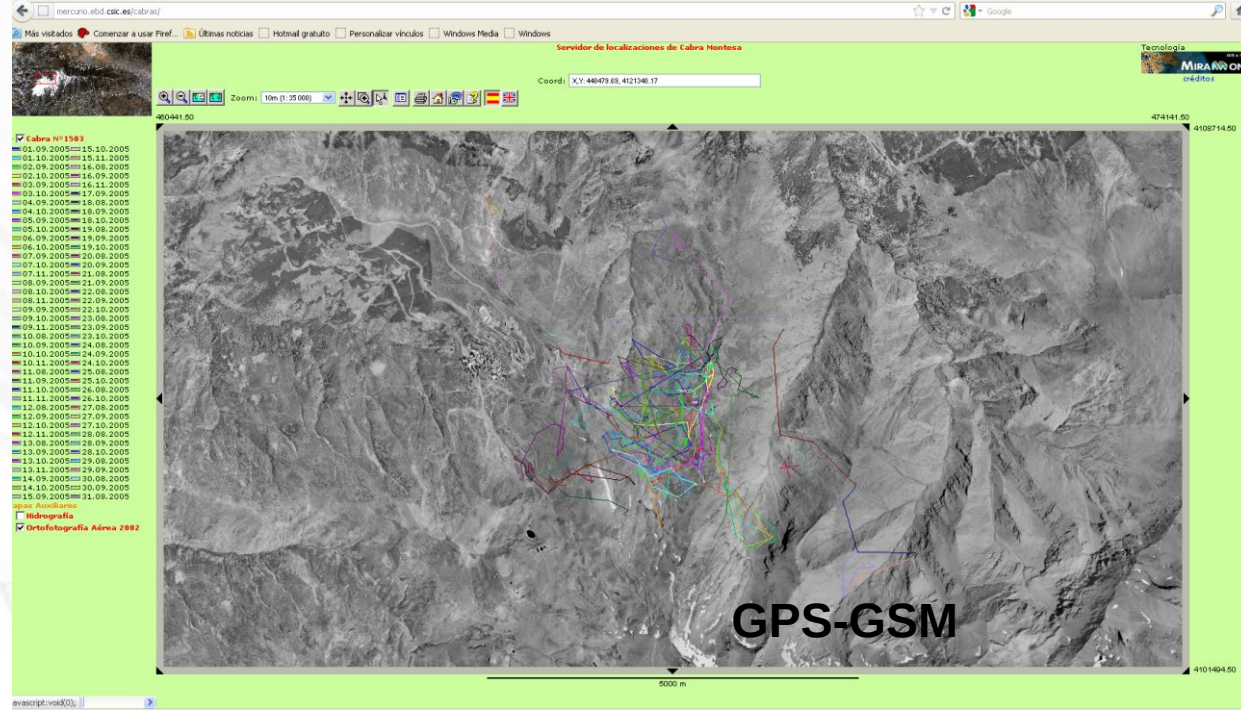 mercurio.ebd.csic.es/cabras/
Google
Más visitados Comenzar a usar Firef... Últimas noticias Hotmail gratuito Personalizar vínculos Windows Media Windows
Servidor de localizaciones de Cabra Montesa
Tecnología
créditos
Coord: X,Y: 448479.69, 4121348.17
Zoom: 10m (1:35 000)
460441.50
474141.50
4108714.50
Cabra Nº1503
01.09.2005 15.10.2005
01.10.2005 15.11.2005
02.09.2005 16.08.2005
02.10.2005 16.09.2005
03.09.2005 16.11.2005
03.10.2005 17.09.2005
04.09.2005 18.08.2005
04.10.2005 18.09.2005
05.09.2005 18.10.2005
05.10.2005 19.08.2005
06.09.2005 19.09.2005
06.10.2005 19.10.2005
07.09.2005 20.08.2005
07.10.2005 20.09.2005
07.11.2005 21.08.2005
08.09.2005 21.09.2005
08.10.2005 22.08.2005
08.11.2005 22.09.2005
09.09.2005 22.10.2005
09.10.2005 23.08.2005
09.11.2005 23.09.2005
10.08.2005 23.10.2005
10.09.2005 24.08.2005
10.10.2005 24.09.2005
10.11.2005 24.10.2005
11.08.2005 25.08.2005
11.09.2005 25.10.2005
11.10.2005 26.08.2005
11.11.2005 26.10.2005
12.08.2005 27.08.2005
12.09.2005 27.09.2005
12.10.2005 27.10.2005
12.11.2005 28.08.2005
13.08.2005 28.09.2005
13.09.2005 28.10.2005
13.10.2005 29.08.2005
13.11.2005 29.09.2005
14.09.2005 30.08.2005
14.10.2005 30.09.2005
15.09.2005 31.08.2005
apas Auxiliares
Hidrografía
Ortofotografía Aérea 2002
GPS-GSM
4101494.50
5000 m
avascript:void(0);